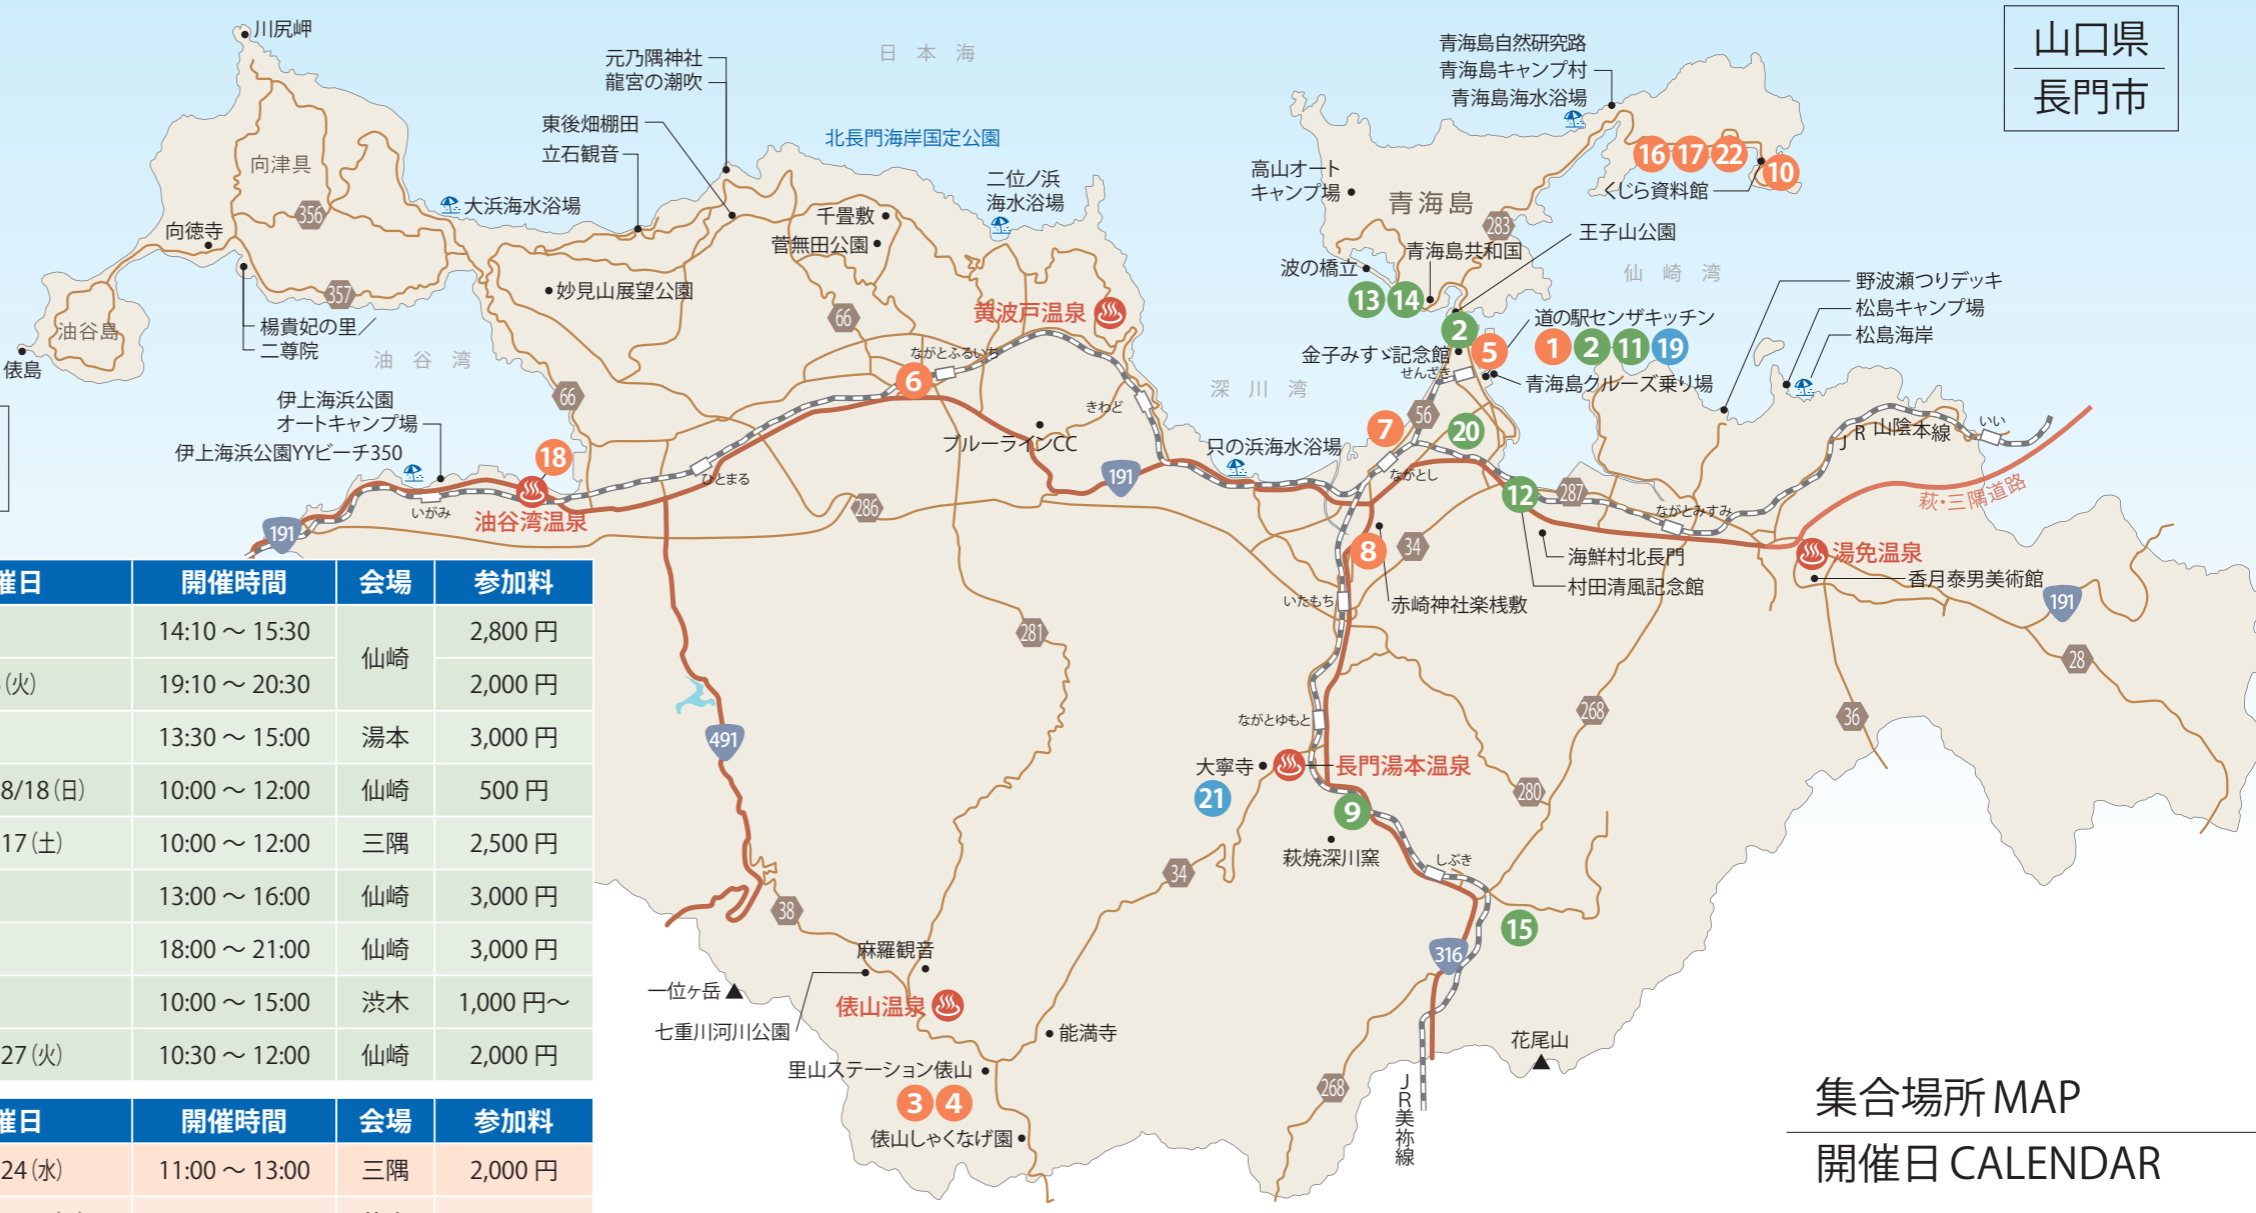 山口県
長門市
川尻岬
日本海
元乃隅神社
龍宮の潮吹
東後畑棚田
立石観音
北長門海岸国定公園
青海島自然研究路
青海島キャンプ村
青海島海水浴場
向津具
356
大浜海水浴場
二位ノ浜
海水浴場
千畳敷
菅無田公園
高山オート
キャンプ場
青海島
283
16 17 22
10
くじら資料館
向徳寺
357
楊貴妃の里／
二尊院
油谷島
俵島
油谷湾
妙見山展望公園
66
黄波戸温泉
波の橋立
青海島共和国
王子山公園
仙崎湾
13 14
2
道の駅センザキッチン
1 2 11 19
金子みすゞ記念館
5
せんざき
青海島クルーズ乗り場
野波瀬つりデッキ
松島キャンプ場
松島海岸
ながとふるいち
6
66
きわど
深川湾
伊上海浜公園
オートキャンプ場
伊上海浜公園YYビーチ350
18
ひとまる
ブルーラインCC
191
只の浜海水浴場
7
56
20
ながとし
JR山陰本線
いい
いがみ
油谷湾温泉
191
286
12
287
ながとみすみ
萩・三隅道路
8
34
赤崎神社楽桟敷
海鮮村北長門
村田清風記念館
湯免温泉
香月泰男美術館
191
いたもち
281
28
36
268
491
ながとゆもと
大寧寺
長門湯本温泉
21
280
9
萩焼深川窯
しぶき
34
38
15
316
麻羅観音
一位ヶ岳
俵山温泉
七重川河川公園
能満寺
里山ステーション俵山
3 4
俵山しゃくなげ園
268
JR美祢線
花尾山
催日 開催時間 会場 参加料
14:10 ～ 15:30 仙崎 2,800 円
(火) 19:10 ～ 20:30 2,000 円
13:30 ～ 15:00 湯本 3,000 円
8/18 (日) 10:00 ～ 12:00 仙崎 500 円
17 (土) 10:00 ～ 12:00 三隅 2,500 円
13:00 ～ 16:00 仙崎 3,000 円
18:00 ～ 21:00 仙崎 3,000 円
10:00 ～ 15:00 渋木 1,000 円～
27 (火) 10:30 ～ 12:00 仙崎 2,000 円
催日 開催時間 会場 参加料
24 (水) 11:00 ～ 13:00 三隅 2,000 円
集合場所 MAP
開催日 CALENDAR